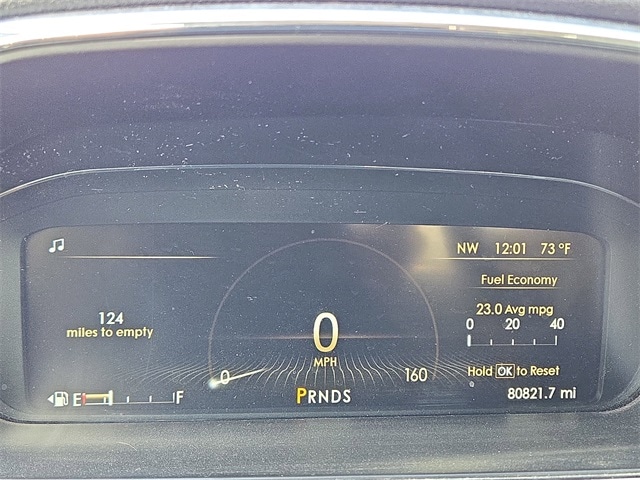 NW 12:01 73 °F
Fuel Economy
124
miles to empty
23.0 Avg mpg
0 20 40
0
MPH
0 160
Hold OK to Reset
E F
PRNDS
80821.7 mi